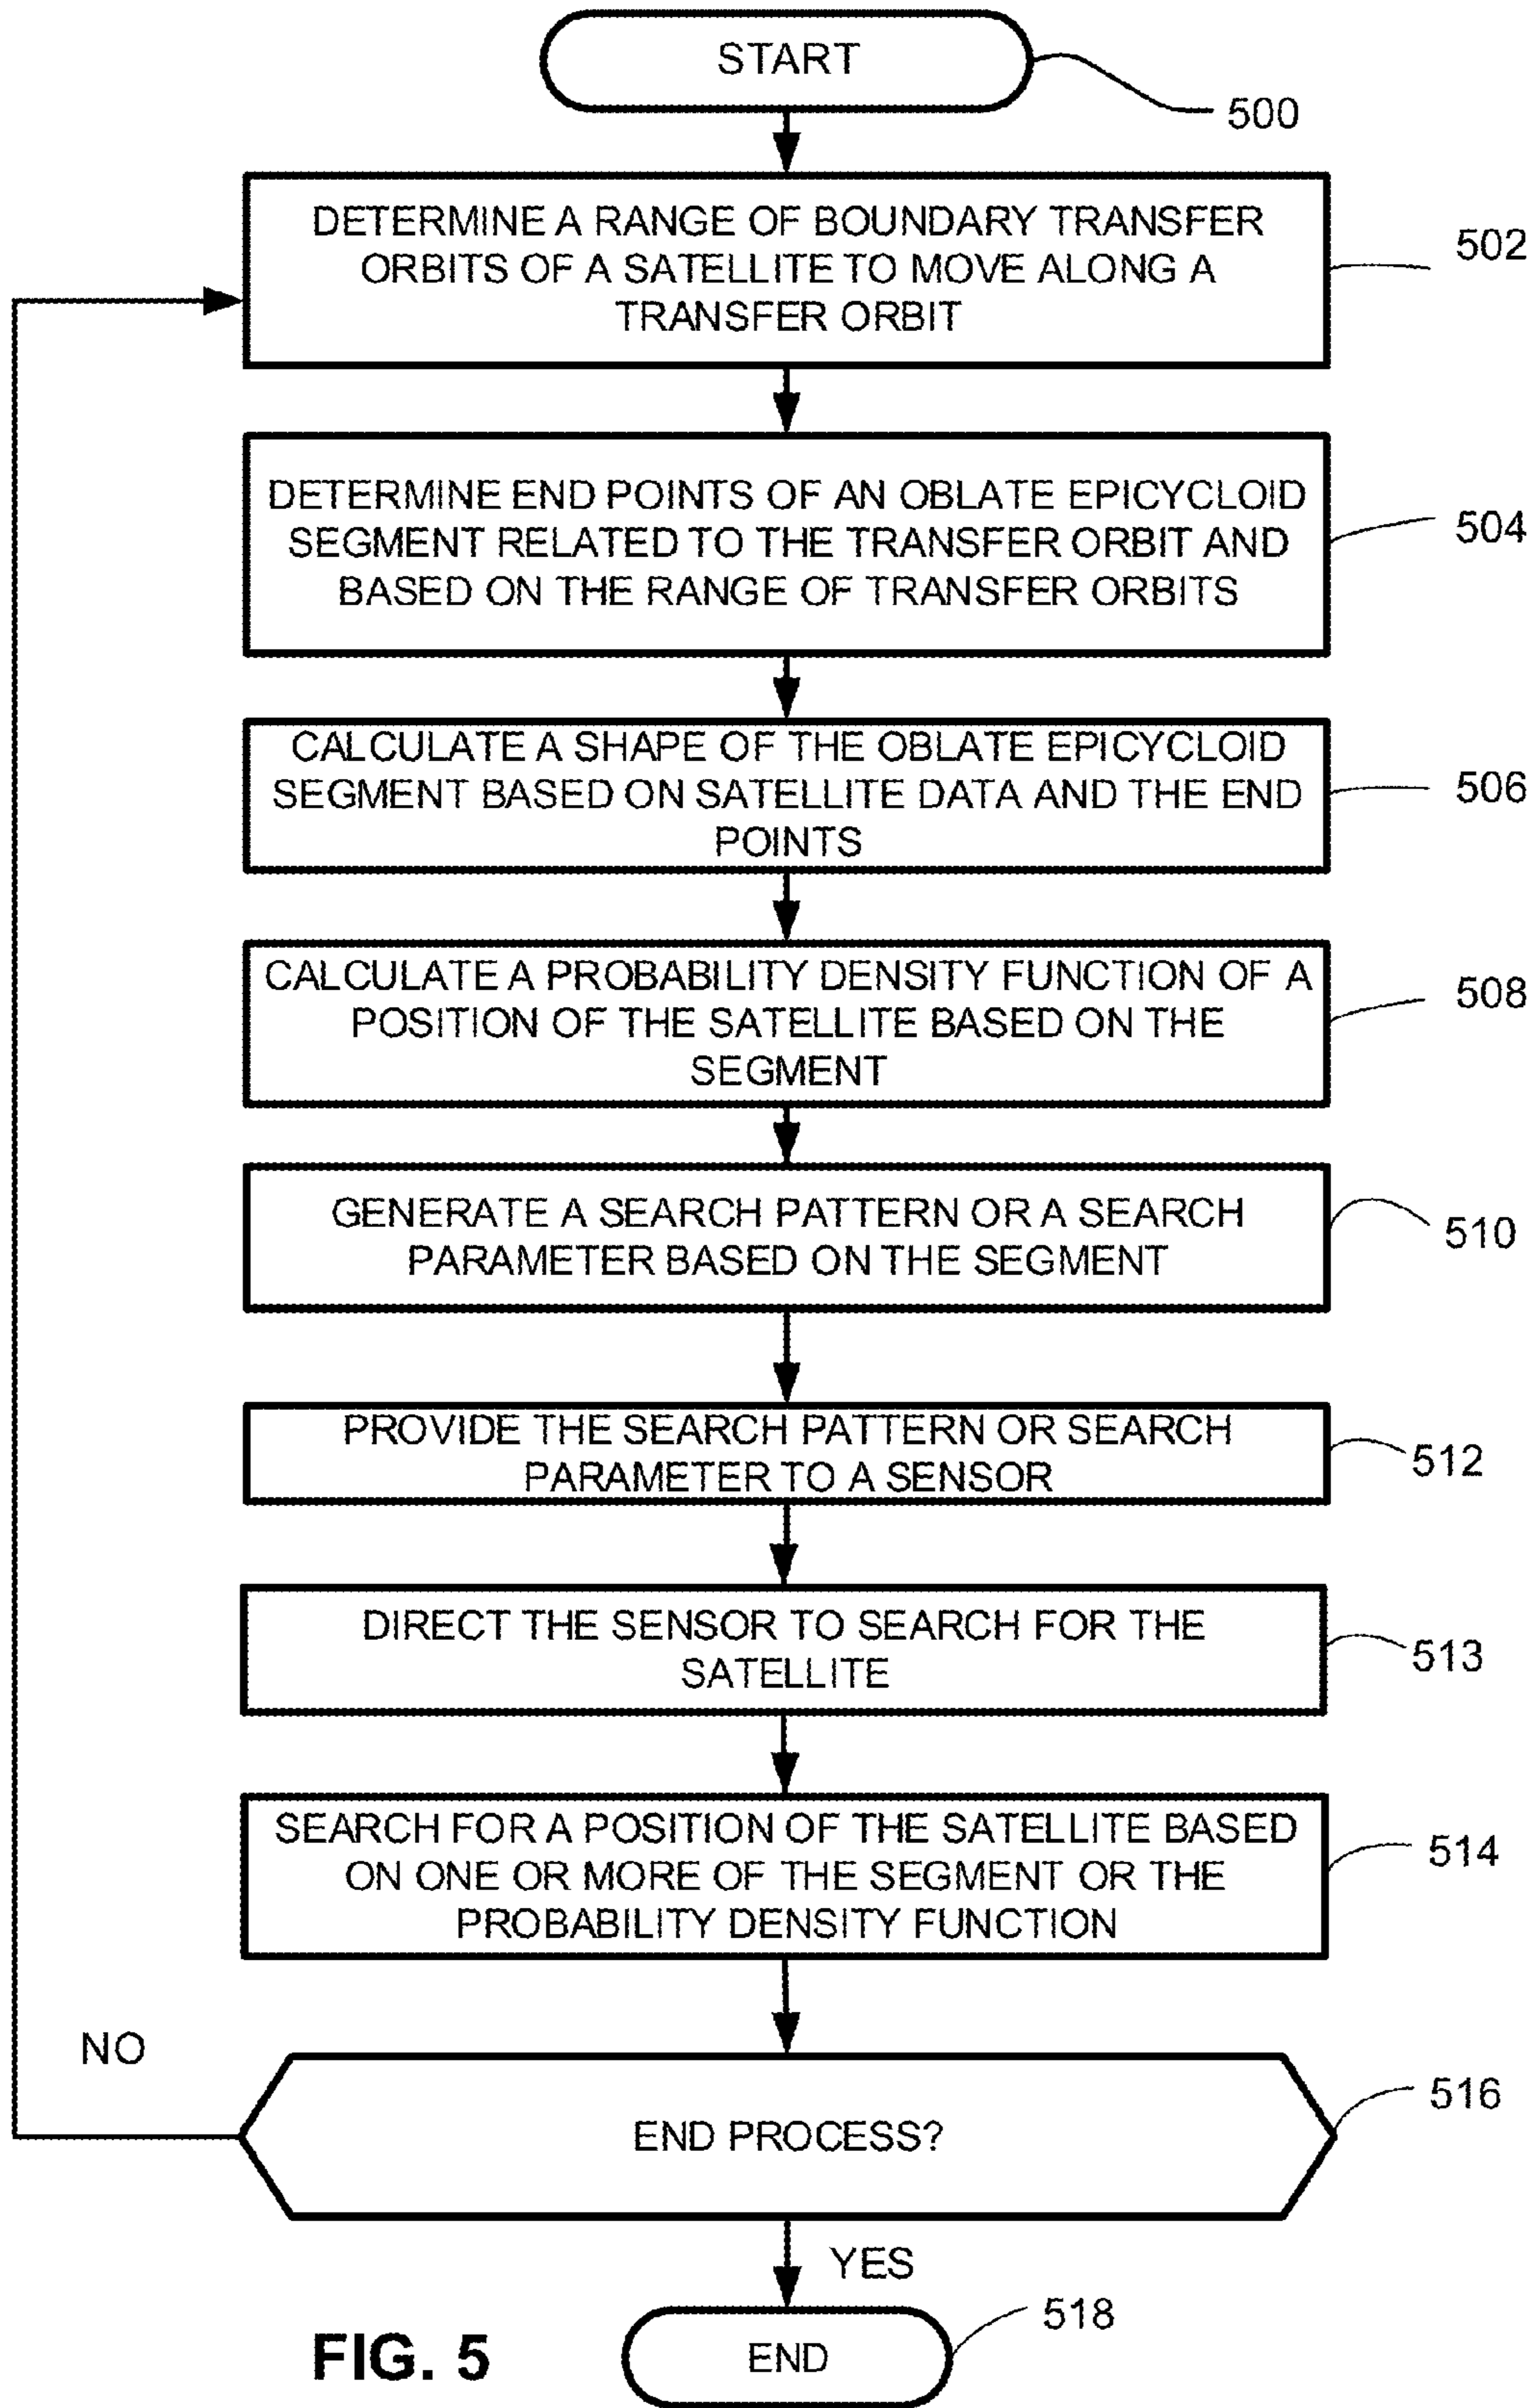 START
500
DETERMINE A RANGE OF BOUNDARY TRANSFER
ORBITS OF A SATELLITE TO MOVE ALONG A
TRANSFER ORBIT
502
DETERMINE END POINTS OF AN OBLATE EPICYCLOID
SEGMENT RELATED TO THE TRANSFER ORBIT AND
BASED ON THE RANGE OF TRANSFER ORBITS
504
CALCULATE A SHAPE OF THE OBLATE EPICYCLOID
SEGMENT BASED ON SATELLITE DATA AND THE END
POINTS
506
CALCULATE A PROBABILITY DENSITY FUNCTION OF A
POSITION OF THE SATELLITE BASED ON THE
SEGMENT
508
GENERATE A SEARCH PATTERN OR A SEARCH
PARAMETER BASED ON THE SEGMENT
510
PROVIDE THE SEARCH PATTERN OR SEARCH
PARAMETER TO A SENSOR
512
DIRECT THE SENSOR TO SEARCH FOR THE
SATELLITE
513
SEARCH FOR A POSITION OF THE SATELLITE BASED
ON ONE OR MORE OF THE SEGMENT OR THE
PROBABILITY DENSITY FUNCTION
514
NO
END PROCESS?
516
YES
END
518
FIG. 5